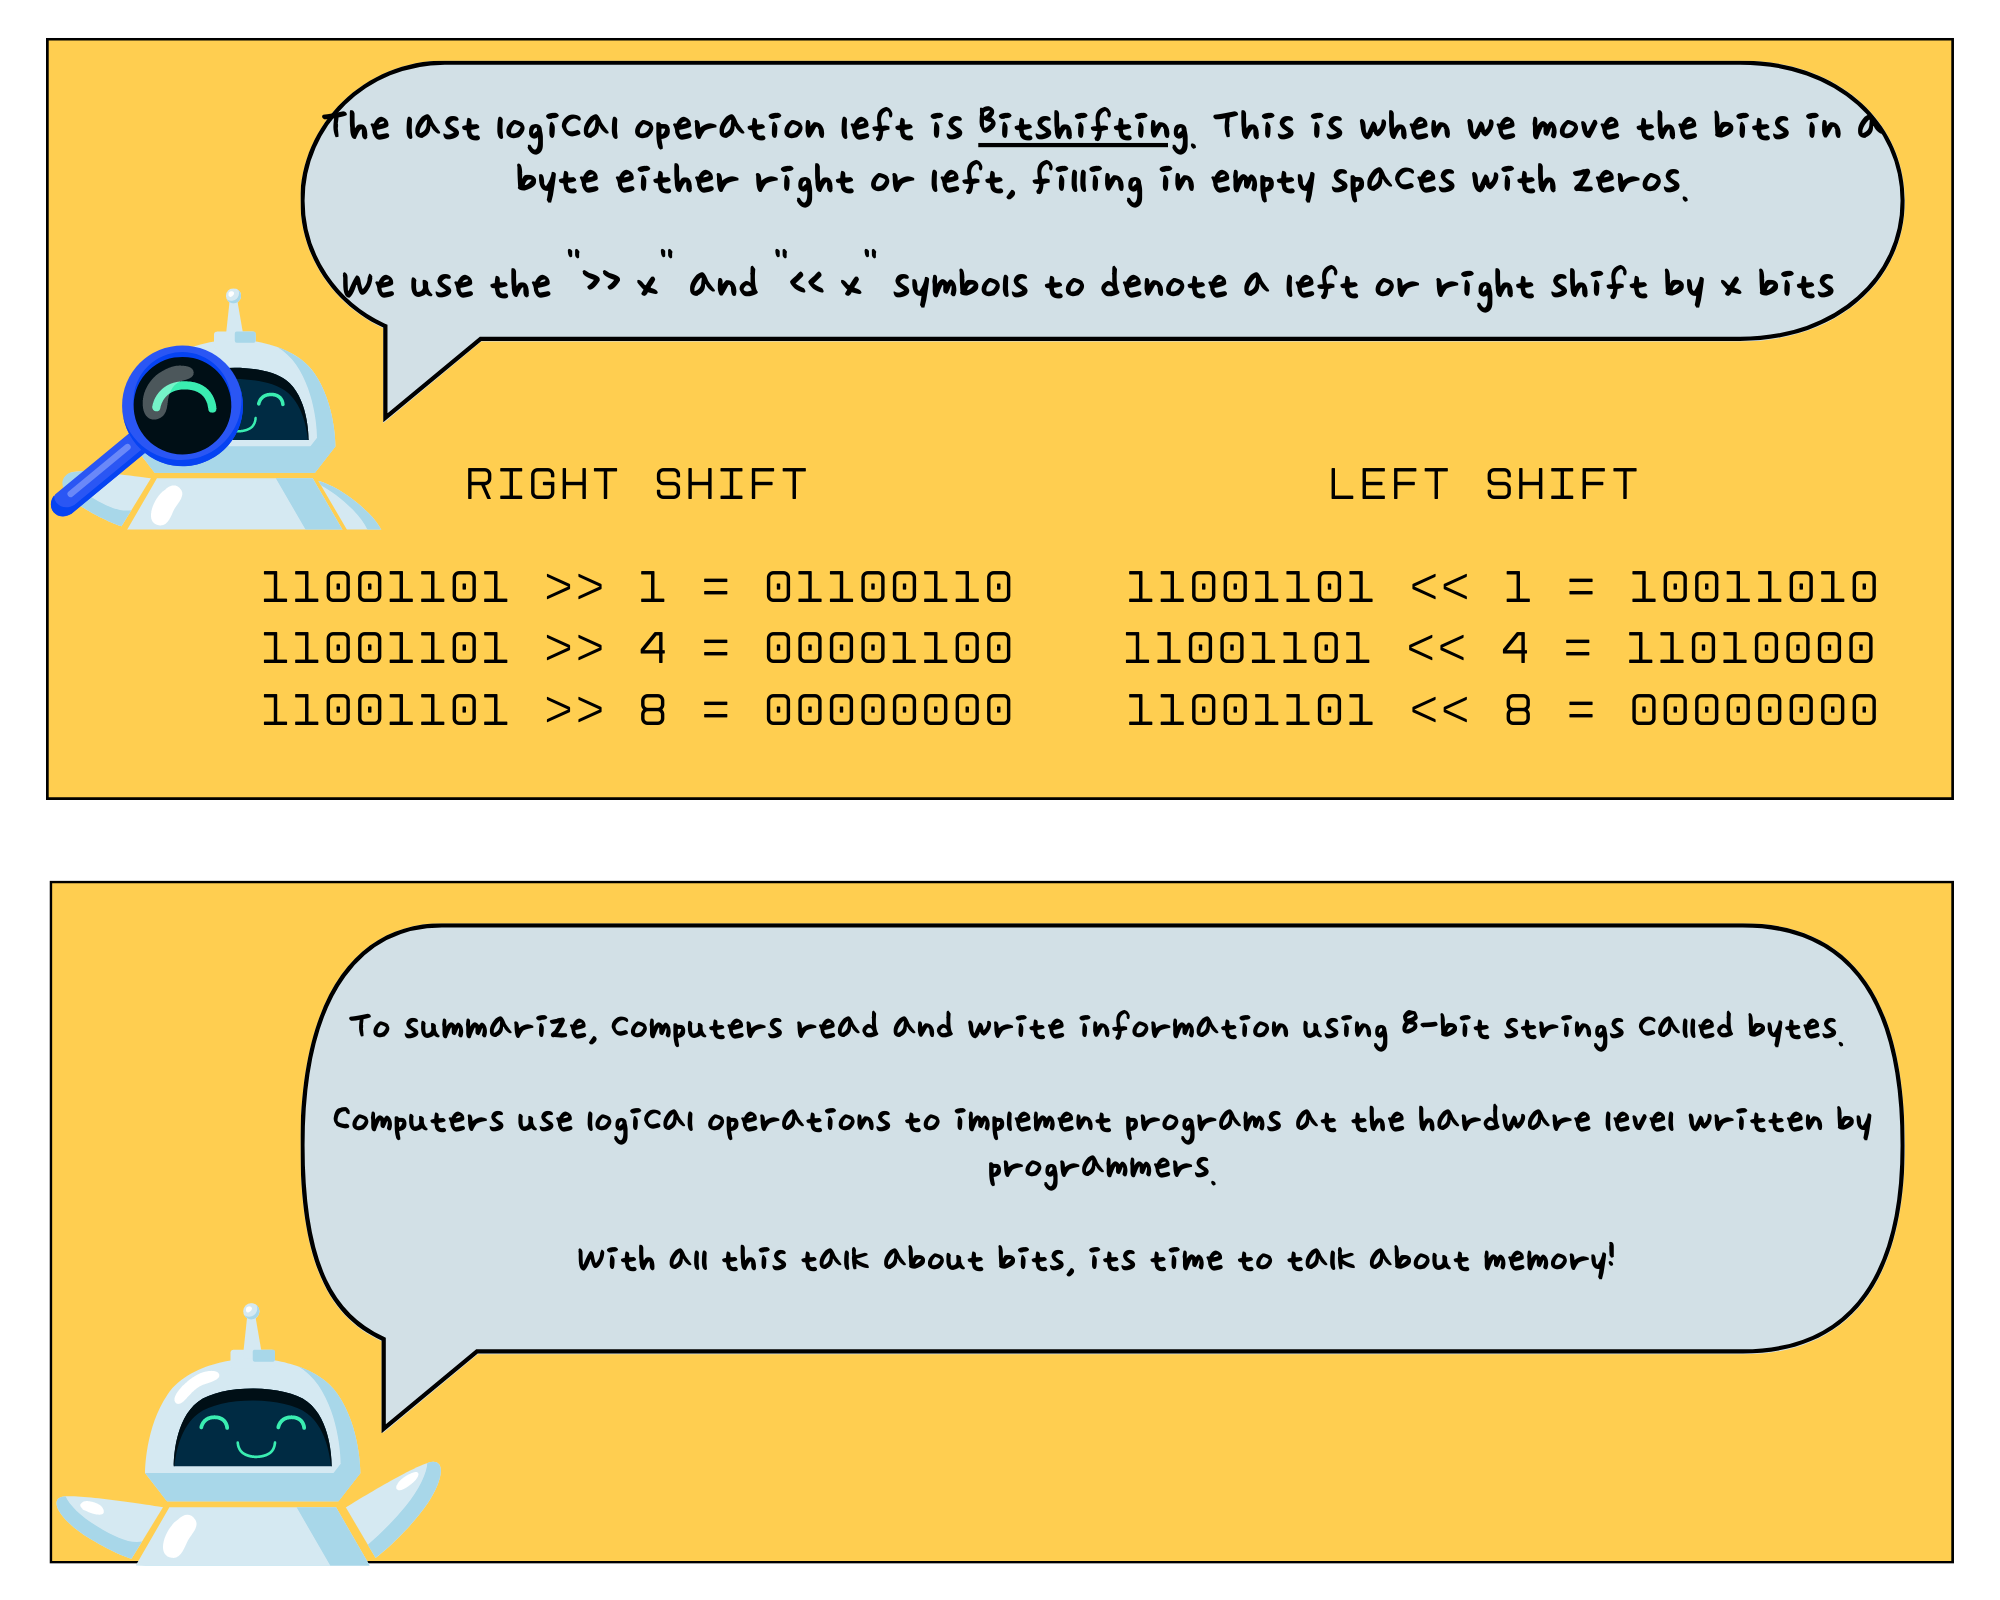 The last logical operation left is Bitshifting. This is when we move the bits in a
byte either right or left, filling in empty spaces with zeros.
We use the ">> x" and "<< x" symbols to denote a left or right shift by x bits
RIGHT SHIFT
11001101 >> 1 = 01100110
11001101 >> 4 = 00001100
11001101 >> 8 = 00000000
LEFT SHIFT
11001101 << 1 = 10011010
11001101 << 4 = 11010000
11001101 << 8 = 00000000
To summarize, Computers read and write information using 8-bit strings called bytes.
Computers use logical operations to implement programs at the hardware level written by
programmers.
With all this talk about bits, its time to talk about memory!